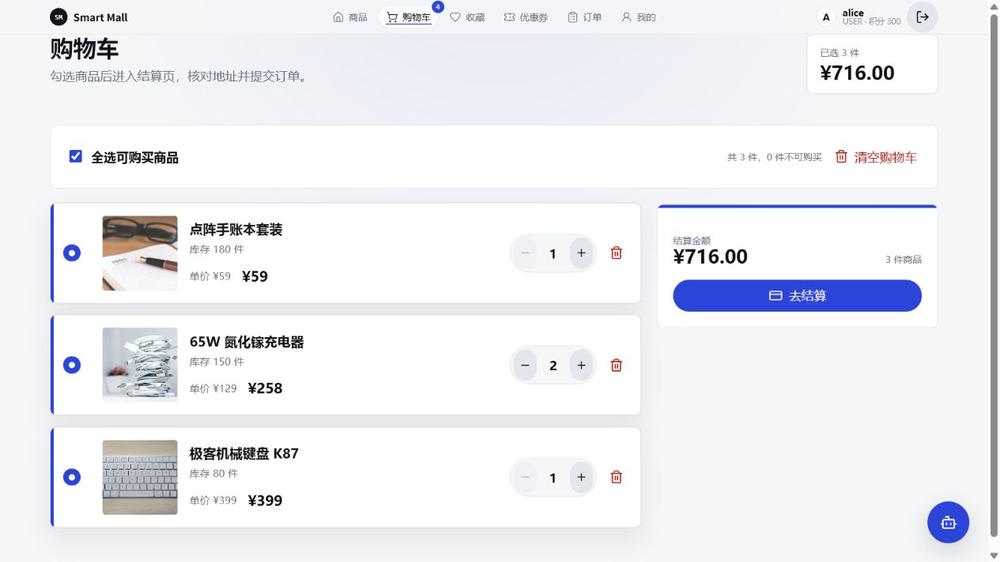 SM Smart Mall
商品
购物车
4
收藏
优惠券
订单
我的
A
alice
USER · 积分 300
购物车
勾选商品后进入结算页，核对地址并提交订单。
已选 3 件
¥716.00
全选可购买商品
共 3 件，0 件不可购买
清空购物车
点阵手账本套装
库存 180 件
单价 ¥59 ¥59
1
65W 氮化镓充电器
库存 150 件
单价 ¥129 ¥258
2
极客机械键盘 K87
库存 80 件
单价 ¥399 ¥399
1
结算金额
¥716.00
3 件商品
去结算